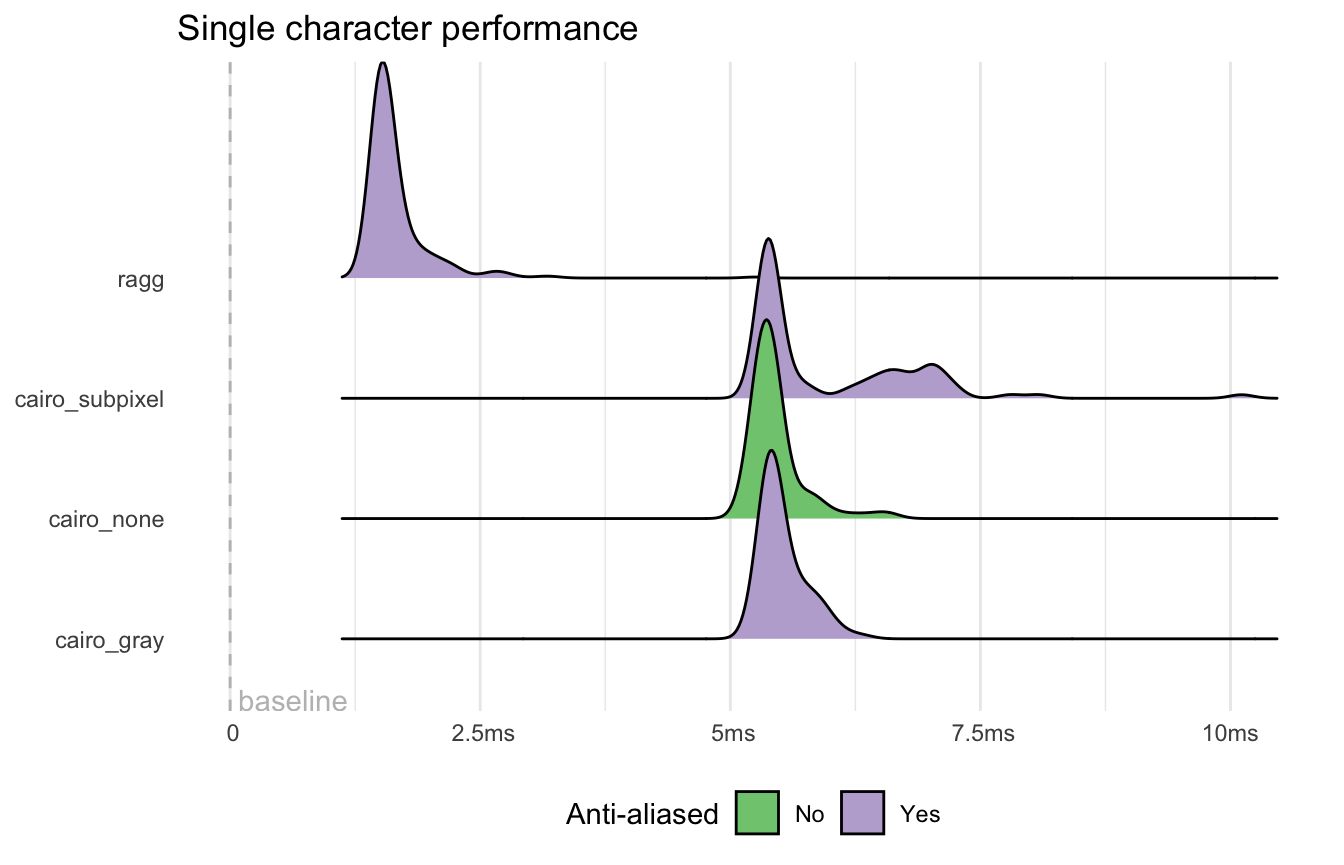 Single character performance
ragg
cairo_subpixel
cairo_none
cairo_gray
baseline
0 2.5ms 5ms 7.5ms 10ms
Anti-aliased No Yes